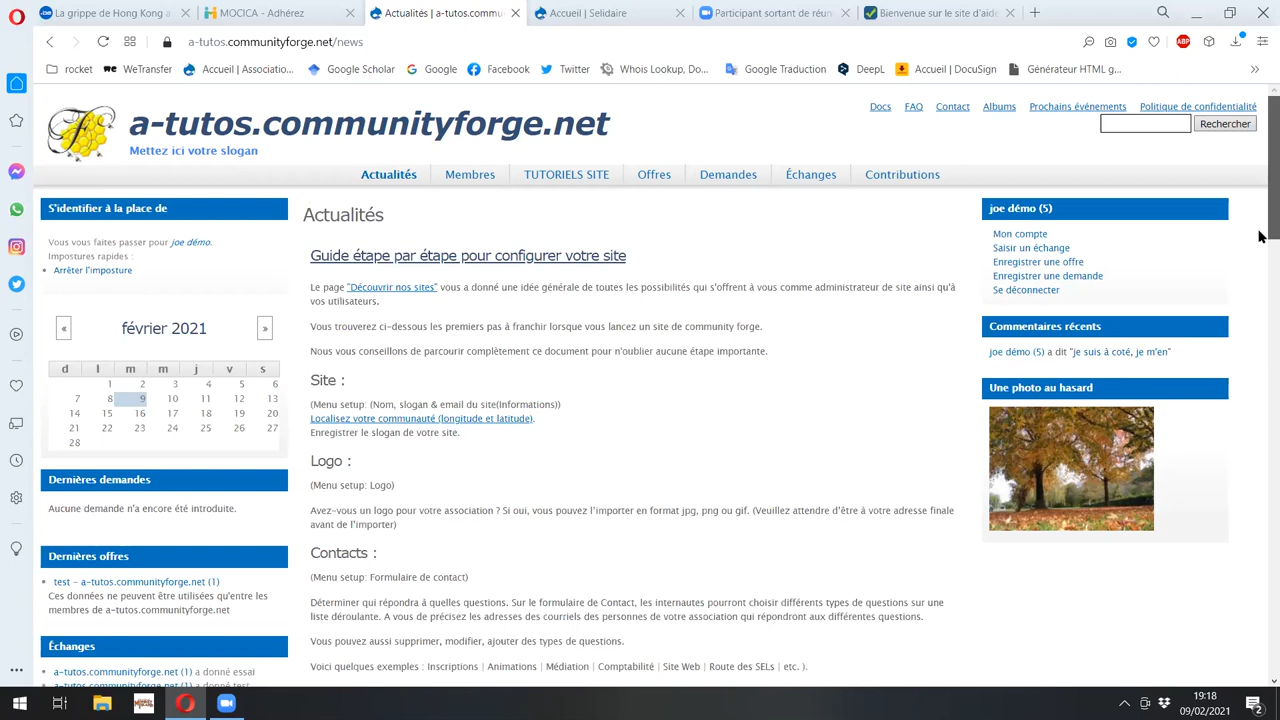 La grippe de Hong Kong a
MOCICA - Adhérez
Actualités | a-tutos.commu
Accueil | Selidaire
Participant sortant de réun
Bienvenue sur le site d'aide
a-tutos.communityforge.net/news
rocket
WeTransfer
Accueil | Associatio...
Google Scholar
Google
Facebook
Twitter
Whois Lookup, Do...
Google Traduction
DeepL
Accueil | DocuSign
Générateur HTML g...
a-tutos.communityforge.net
Mettez ici votre slogan
Docs
FAQ
Contact
Albums
Prochains événements
Politique de confidentialité
Rechercher
Actualités
Membres
TUTORIELS SITE
Offres
Demandes
Échanges
Contributions
S'identifier à la place de
Vous vous faites passer pour joe démo.
Impostures rapides :
Arrêter l'imposture
« février 2021 »
d l m m j v s
1 2 3 4 5 6
7 8 9 10 11 12 13
14 15 16 17 18 19 20
21 22 23 24 25 26 27
28
Dernières demandes
Aucune demande n'a encore été introduite.
Dernières offres
test - a-tutos.communityforge.net (1)
Ces données ne peuvent être utilisées qu'entre les
membres de a-tutos.communityforge.net
Échanges
a-tutos.communityforge.net (1) a donné essai
a-tutos.communityforge.net (1) a donné test
Actualités
Guide étape par étape pour configurer votre site
Le page "Découvrir nos sites" vous a donné une idée générale de toutes les possibilités qui s'offrent à vous comme administrateur de site ainsi qu'à
vos utilisateurs.
Vous trouverez ci-dessous les premiers pas à franchir lorsque vous lancez un site de community forge.
Nous vous conseillons de parcourir complètement ce document pour n'oublier aucune étape importante.
Site :
(Menu setup: (Nom, slogan & email du site(Informations))
Localisez votre communauté (longitude et latitude).
Enregistrer le slogan de votre site.
Logo :
(Menu setup: Logo)
Avez-vous un logo pour votre association ? Si oui, vous pouvez l'importer en format jpg, png ou gif. (Veuillez attendre d'être à votre adresse finale
avant de l'importer)
Contacts :
(Menu setup: Formulaire de contact)
Déterminer qui répondra à quelles questions. Sur le formulaire de Contact, les internautes pourront choisir différents types de questions sur une
liste déroulante. A vous de précisez les adresses des courriels des personnes de votre association qui répondront aux différentes questions.
Vous pouvez aussi supprimer, modifier, ajouter des types de questions.
Voici quelques exemples : Inscriptions | Animations | Médiation | Comptabilité | Site Web | Route des SELs | etc. ).
joe démo (5)
Mon compte
Saisir un échange
Enregistrer une offre
Enregistrer une demande
Se déconnecter
Commentaires récents
joe démo (5) a dit "je suis à coté, je m'en"
Une photo au hasard
19:18
09/02/2021
2